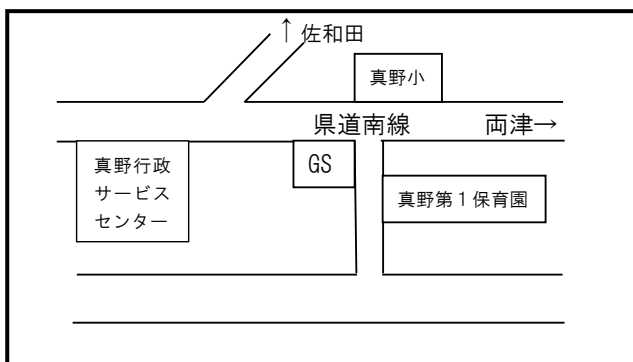 ↑ 佐和田
真野小
県道南線 両津→
真野行政
サービス
センター
GS
真野第１保育園